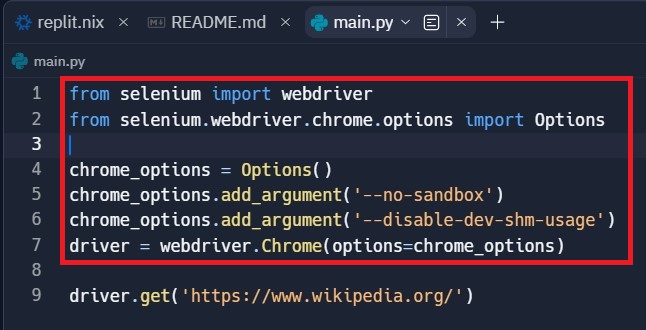 replit.nix README.md main.py
main.py
1 from selenium import webdriver
2 from selenium.webdriver.chrome.options import Options
3
4 chrome_options = Options()
5 chrome_options.add_argument('--no-sandbox')
6 chrome_options.add_argument('--disable-dev-shm-usage')
7 driver = webdriver.Chrome(options=chrome_options)
8
9 driver.get('https://www.wikipedia.org/')